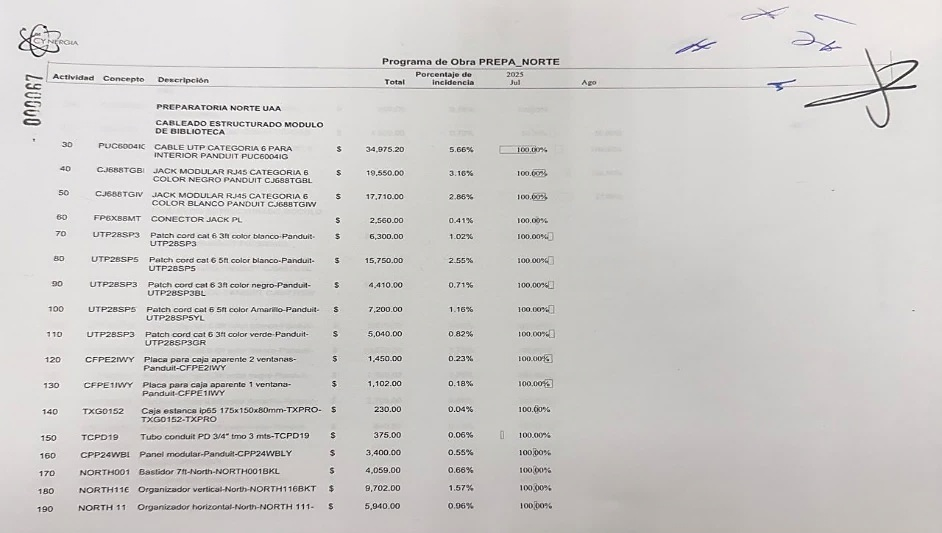 CYNERGIA
000097
Programa de Obra PREPA_NORTE
Actividad Concepto Descripción Total Porcentaje de incidencia 2025 Jul Ago
PREPARATORIA NORTE UAA
CABLEADO ESTRUCTURADO MODULO
DE BIBLIOTECA
30 PUC6004IG CABLE UTP CATEGORIA 6 PARA $ 34,975.20 5.66% 100.00%
INTERIOR PANDUIT PUC6004IG
40 CJ688TGBl JACK MODULAR RJ45 CATEGORIA 6 $ 19,550.00 3.16% 100.00%
COLOR NEGRO PANDUIT CJ688TGBL
50 CJ688TGIV JACK MODULAR RJ45 CATEGORIA 6 $ 17,710.00 2.86% 100.00%
COLOR BLANCO PANDUIT CJ688TGIW
60 FP6X88MT CONECTOR JACK PL $ 2,560.00 0.41% 100.00%
70 UTP28SP3 Patch cord cat 6 3ft color blanco-Panduit- $ 6,300.00 1.02% 100.00%
UTP28SP3
80 UTP28SP5 Patch cord cat 6 5ft color blanco-Panduit- $ 15,750.00 2.55% 100.00%
UTP28SP5
90 UTP28SP3 Patch cord cat 6 3ft color negro-Panduit- $ 4,410.00 0.71% 100.00%
UTP28SP3BL
100 UTP28SP5 Patch cord cat 6 5ft color Amarillo-Panduit- $ 7,200.00 1.16% 100.00%
UTP28SP5YL
110 UTP28SP3 Patch cord cat 6 3ft color verde-Panduit- $ 5,040.00 0.82% 100.00%
UTP28SP3GR
120 CFPE2IWY Placa para caja aparente 2 ventanas- $ 1,450.00 0.23% 100.00%
Panduit-CFPE2IWY
130 CFPE1IWY Placa para caja aparente 1 ventana- $ 1,102.00 0.18% 100.00%
Panduit-CFPE1IWY
140 TXG0152 Caja estanca ip65 175x150x80mm-TXPRO- $ 230.00 0.04% 100.00%
TXG0152-TXPRO
150 TCPD19 Tubo conduit PD 3/4" tmo 3 mts-TCPD19 $ 375.00 0.06% 100.00%
160 CPP24WBL Panel modular-Panduit-CPP24WBLY $ 3,400.00 0.55% 100.00%
170 NORTH001 Bastidor 7ft-North-NORTH001BKL $ 4,059.00 0.66% 100.00%
180 NORTH11E Organizador vertical-North-NORTH116BKT $ 9,702.00 1.57% 100.00%
190 NORTH 11 Organizador horizontal-North-NORTH 111- $ 5,940.00 0.96% 100.00%